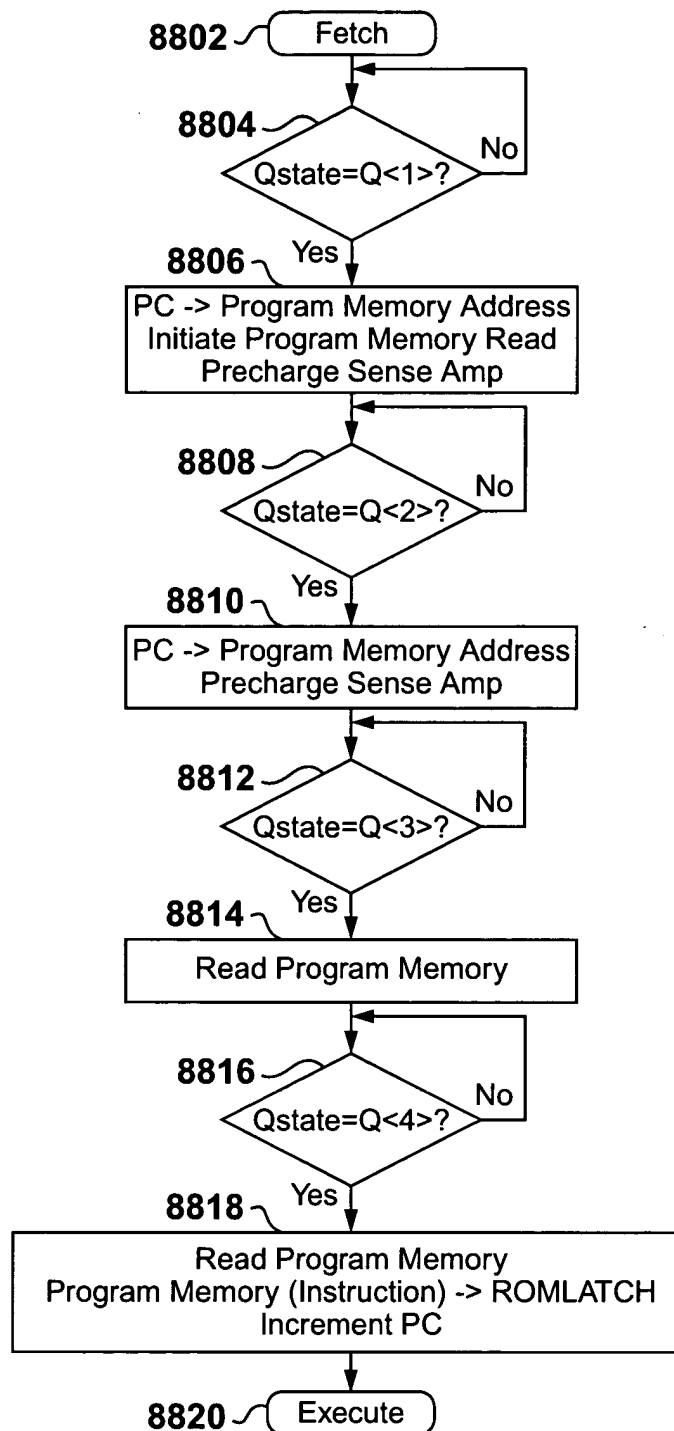 8802
Fetch
8804
Qstate=Q<1>?
No
Yes
8806
PC -> Program Memory Address
Initiate Program Memory Read
Precharge Sense Amp
8808
Qstate=Q<2>?
No
Yes
8810
PC -> Program Memory Address
Precharge Sense Amp
8812
Qstate=Q<3>?
No
Yes
8814
Read Program Memory
8816
Qstate=Q<4>?
No
Yes
8818
Read Program Memory
Program Memory (Instruction) -> ROMLATCH
Increment PC
8820
Execute